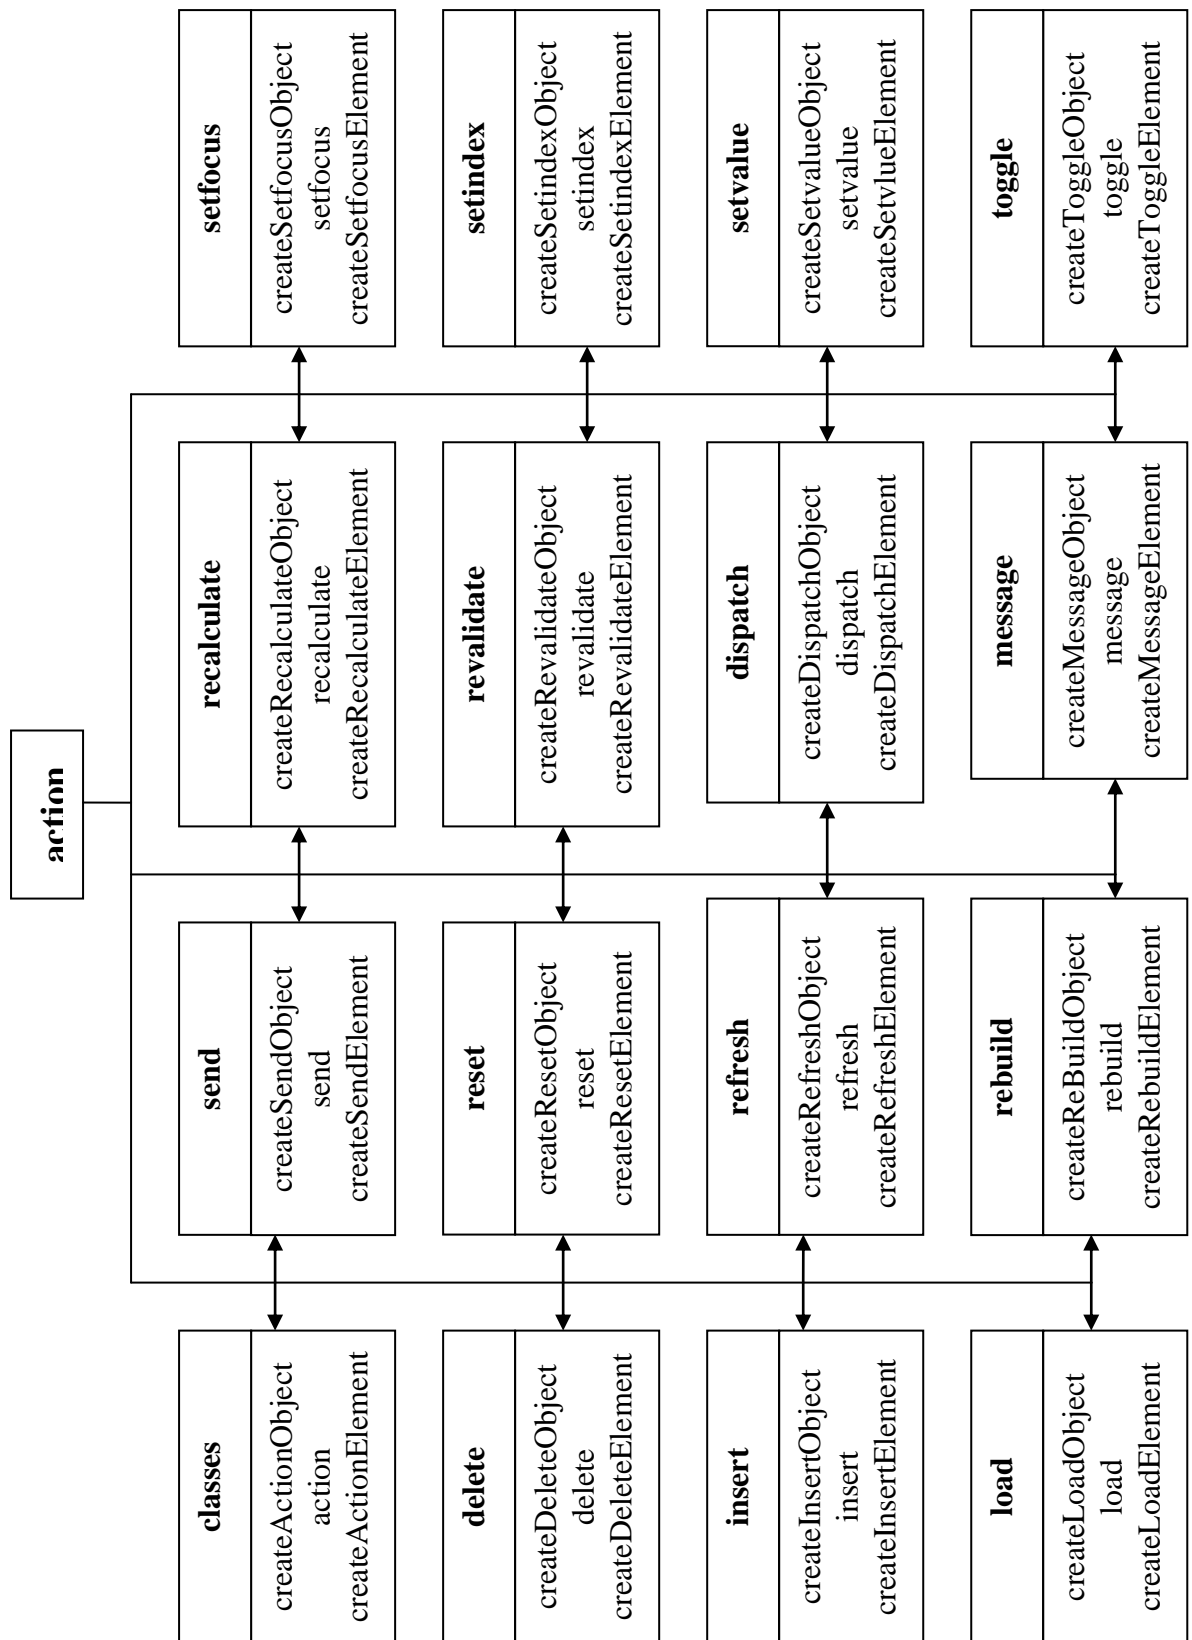 action
classes
createActionObject
action
createActionElement
send
createSendObject
send
createSendElement
recalculate
createRecalculateObject
recalculate
createRecalculateElement
setfocus
createSetfocusObject
setfocus
createSetfocusElement
delete
createDeleteObject
delete
createDeleteElement
reset
createResetObject
reset
createResetElement
revalidate
createRevalidateObject
revalidate
createRevalidateElement
setindex
createSetindexObject
setindex
createSetindexElement
insert
createInsertObject
insert
createInsertElement
refresh
createRefreshObject
refresh
createRefreshElement
dispatch
createDispatchObject
dispatch
createDispatchElement
setvalue
createSetvalueObject
setvalue
createSetvlueElement
load
createLoadObject
load
createLoadElement
rebuild
createReBuildObject
rebuild
createRebuildElement
message
createMessageObject
message
createMessageElement
toggle
createToggleObject
toggle
createToggleElement